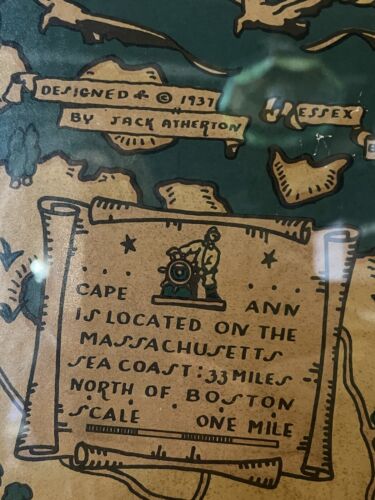 DESIGNED & © 1937
BY JACK ATHERTON
ESSEX
CAPE ANN
IS LOCATED ON THE
MASSACHUSETTS
SEA COAST: 33 MILES
NORTH OF BOSTON
SCALE ONE MILE